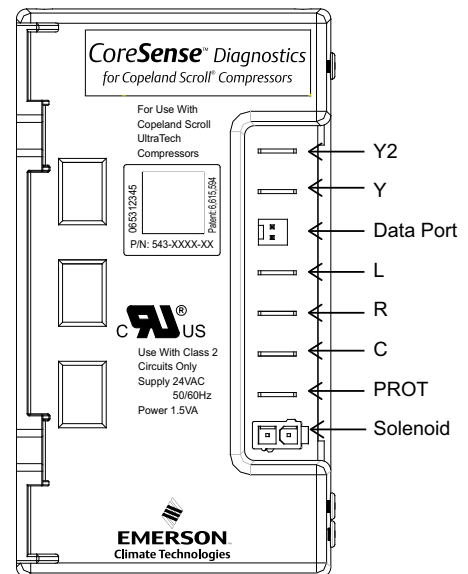 CoreSense™ Diagnostics
for Copeland Scroll® Compressors
For Use With
Copeland Scroll
UltraTech
Compressors
065312345
Patent:6,615,594
P/N: 543-XXXX-XX
C RU® US
Use With Class 2
Circuits Only
Supply 24VAC
50/60Hz
Power 1.5VA
EMERSON
Climate Technologies
Y2
Y
Data Port
L
R
C
PROT
Solenoid